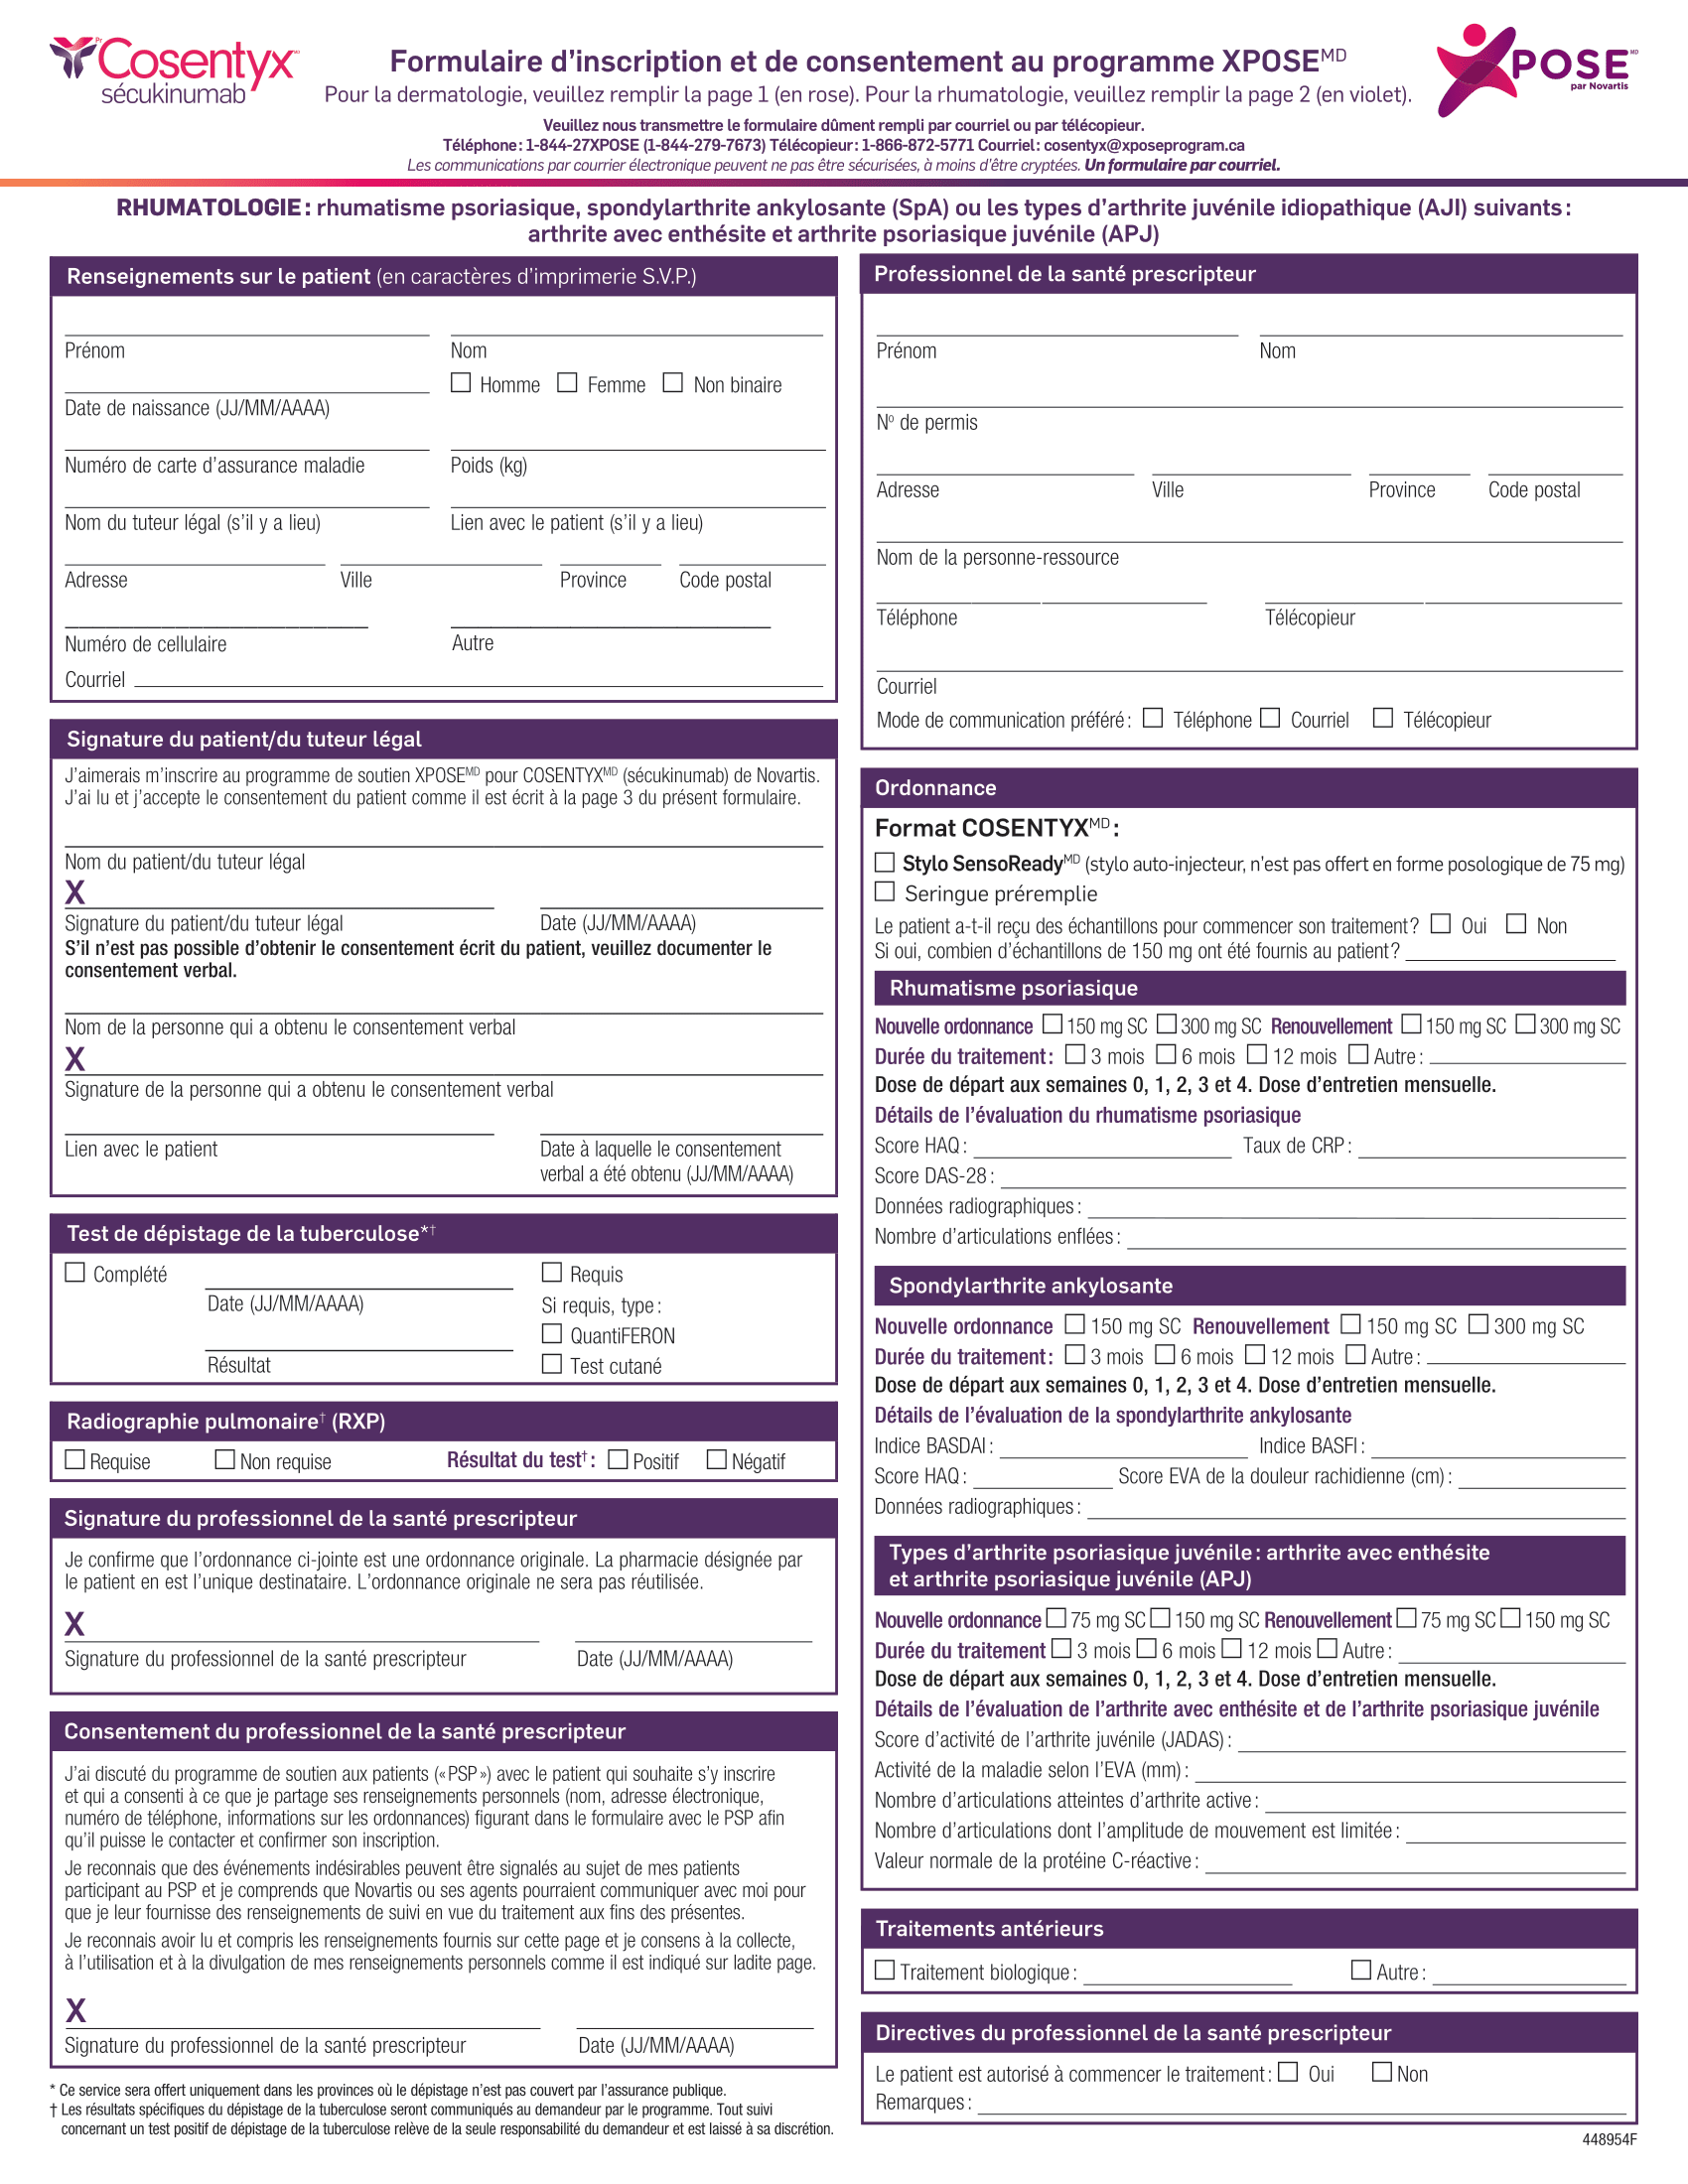 Pr Cosentyx MD
sécukinumab
Formulaire d'inscription et de consentement au programme XPOSEMD
Pour la dermatologie, veuillez remplir la page 1 (en rose). Pour la rhumatologie, veuillez remplir la page 2 (en violet).
XPOSE MD
par Novartis
Veuillez nous transmettre le formulaire dûment rempli par courriel ou par télécopieur.
Téléphone : 1-844-27XPOSE (1-844-279-7673) Télécopieur : 1-866-872-5771 Courriel : cosentyx@xposeprogram.ca
Les communications par courrier électronique peuvent ne pas être sécurisées, à moins d'être cryptées. Un formulaire par courriel.
RHUMATOLOGIE : rhumatisme psoriasique, spondylarthrite ankylosante (SpA) ou les types d'arthrite juvénile idiopathique (AJI) suivants :
arthrite avec enthésite et arthrite psoriasique juvénile (APJ)
Renseignements sur le patient (en caractères d'imprimerie S.V.P.)
Prénom Nom
☐ Homme ☐ Femme ☐ Non binaire
Date de naissance (JJ/MM/AAAA)
Numéro de carte d'assurance maladie Poids (kg)
Nom du tuteur légal (s'il y a lieu) Lien avec le patient (s'il y a lieu)
Adresse Ville Province Code postal
Numéro de cellulaire Autre
Courriel
Signature du patient/du tuteur légal
J'aimerais m'inscrire au programme de soutien XPOSEMD pour COSENTYXMD (sécukinumab) de Novartis.
J'ai lu et j'accepte le consentement du patient comme il est écrit à la page 3 du présent formulaire.
Nom du patient/du tuteur légal
X
Signature du patient/du tuteur légal Date (JJ/MM/AAAA)
S'il n'est pas possible d'obtenir le consentement écrit du patient, veuillez documenter le
consentement verbal.
Nom de la personne qui a obtenu le consentement verbal
X
Signature de la personne qui a obtenu le consentement verbal
Lien avec le patient Date à laquelle le consentement
verbal a été obtenu (JJ/MM/AAAA)
Test de dépistage de la tuberculose*†
☐ Complété ☐ Requis
Date (JJ/MM/AAAA) Si requis, type :
☐ QuantiFERON
Résultat ☐ Test cutané
Radiographie pulmonaire† (RXP)
☐ Requise ☐ Non requise Résultat du test† : ☐ Positif ☐ Négatif
Signature du professionnel de la santé prescripteur
Je confirme que l'ordonnance ci-jointe est une ordonnance originale. La pharmacie désignée par
le patient en est l'unique destinataire. L'ordonnance originale ne sera pas réutilisée.
X
Signature du professionnel de la santé prescripteur Date (JJ/MM/AAAA)
Consentement du professionnel de la santé prescripteur
J'ai discuté du programme de soutien aux patients (« PSP ») avec le patient qui souhaite s'y inscrire
et qui a consenti à ce que je partage ses renseignements personnels (nom, adresse électronique,
numéro de téléphone, informations sur les ordonnances) figurant dans le formulaire avec le PSP afin
qu'il puisse le contacter et confirmer son inscription.
Je reconnais que des événements indésirables peuvent être signalés au sujet de mes patients
participant au PSP et je comprends que Novartis ou ses agents pourraient communiquer avec moi pour
que je leur fournisse des renseignements de suivi en vue du traitement aux fins des présentes.
Je reconnais avoir lu et compris les renseignements fournis sur cette page et je consens à la collecte,
à l'utilisation et à la divulgation de mes renseignements personnels comme il est indiqué sur ladite page.
X
Signature du professionnel de la santé prescripteur Date (JJ/MM/AAAA)
* Ce service sera offert uniquement dans les provinces où le dépistage n'est pas couvert par l'assurance publique.
† Les résultats spécifiques du dépistage de la tuberculose seront communiqués au demandeur par le programme. Tout suivi
concernant un test positif de dépistage de la tuberculose relève de la seule responsabilité du demandeur et est laissé à sa discrétion.
Professionnel de la santé prescripteur
Prénom Nom
No de permis
Adresse Ville Province Code postal
Nom de la personne-ressource
Téléphone Télécopieur
Courriel
Mode de communication préféré : ☐ Téléphone ☐ Courriel ☐ Télécopieur
Ordonnance
Format COSENTYXMD :
☐ Stylo SensoReadyMD (stylo auto-injecteur, n'est pas offert en forme posologique de 75 mg)
☐ Seringue préremplie
Le patient a-t-il reçu des échantillons pour commencer son traitement ? ☐ Oui ☐ Non
Si oui, combien d'échantillons de 150 mg ont été fournis au patient ?
Rhumatisme psoriasique
Nouvelle ordonnance ☐ 150 mg SC ☐ 300 mg SC Renouvellement ☐ 150 mg SC ☐ 300 mg SC
Durée du traitement : ☐ 3 mois ☐ 6 mois ☐ 12 mois ☐ Autre :
Dose de départ aux semaines 0, 1, 2, 3 et 4. Dose d'entretien mensuelle.
Détails de l'évaluation du rhumatisme psoriasique
Score HAQ : Taux de CRP :
Score DAS-28 :
Données radiographiques :
Nombre d'articulations enflées :
Spondylarthrite ankylosante
Nouvelle ordonnance ☐ 150 mg SC Renouvellement ☐ 150 mg SC ☐ 300 mg SC
Durée du traitement : ☐ 3 mois ☐ 6 mois ☐ 12 mois ☐ Autre :
Dose de départ aux semaines 0, 1, 2, 3 et 4. Dose d'entretien mensuelle.
Détails de l'évaluation de la spondylarthrite ankylosante
Indice BASDAI : Indice BASFI :
Score HAQ : Score EVA de la douleur rachidienne (cm) :
Données radiographiques :
Types d'arthrite psoriasique juvénile : arthrite avec enthésite
et arthrite psoriasique juvénile (APJ)
Nouvelle ordonnance ☐ 75 mg SC ☐ 150 mg SC Renouvellement ☐ 75 mg SC ☐ 150 mg SC
Durée du traitement ☐ 3 mois ☐ 6 mois ☐ 12 mois ☐ Autre :
Dose de départ aux semaines 0, 1, 2, 3 et 4. Dose d'entretien mensuelle.
Détails de l'évaluation de l'arthrite avec enthésite et de l'arthrite psoriasique juvénile
Score d'activité de l'arthrite juvénile (JADAS) :
Activité de la maladie selon l'EVA (mm) :
Nombre d'articulations atteintes d'arthrite active :
Nombre d'articulations dont l'amplitude de mouvement est limitée :
Valeur normale de la protéine C-réactive :
Traitements antérieurs
☐ Traitement biologique : ☐ Autre :
Directives du professionnel de la santé prescripteur
Le patient est autorisé à commencer le traitement : ☐ Oui ☐ Non
Remarques :
448954F